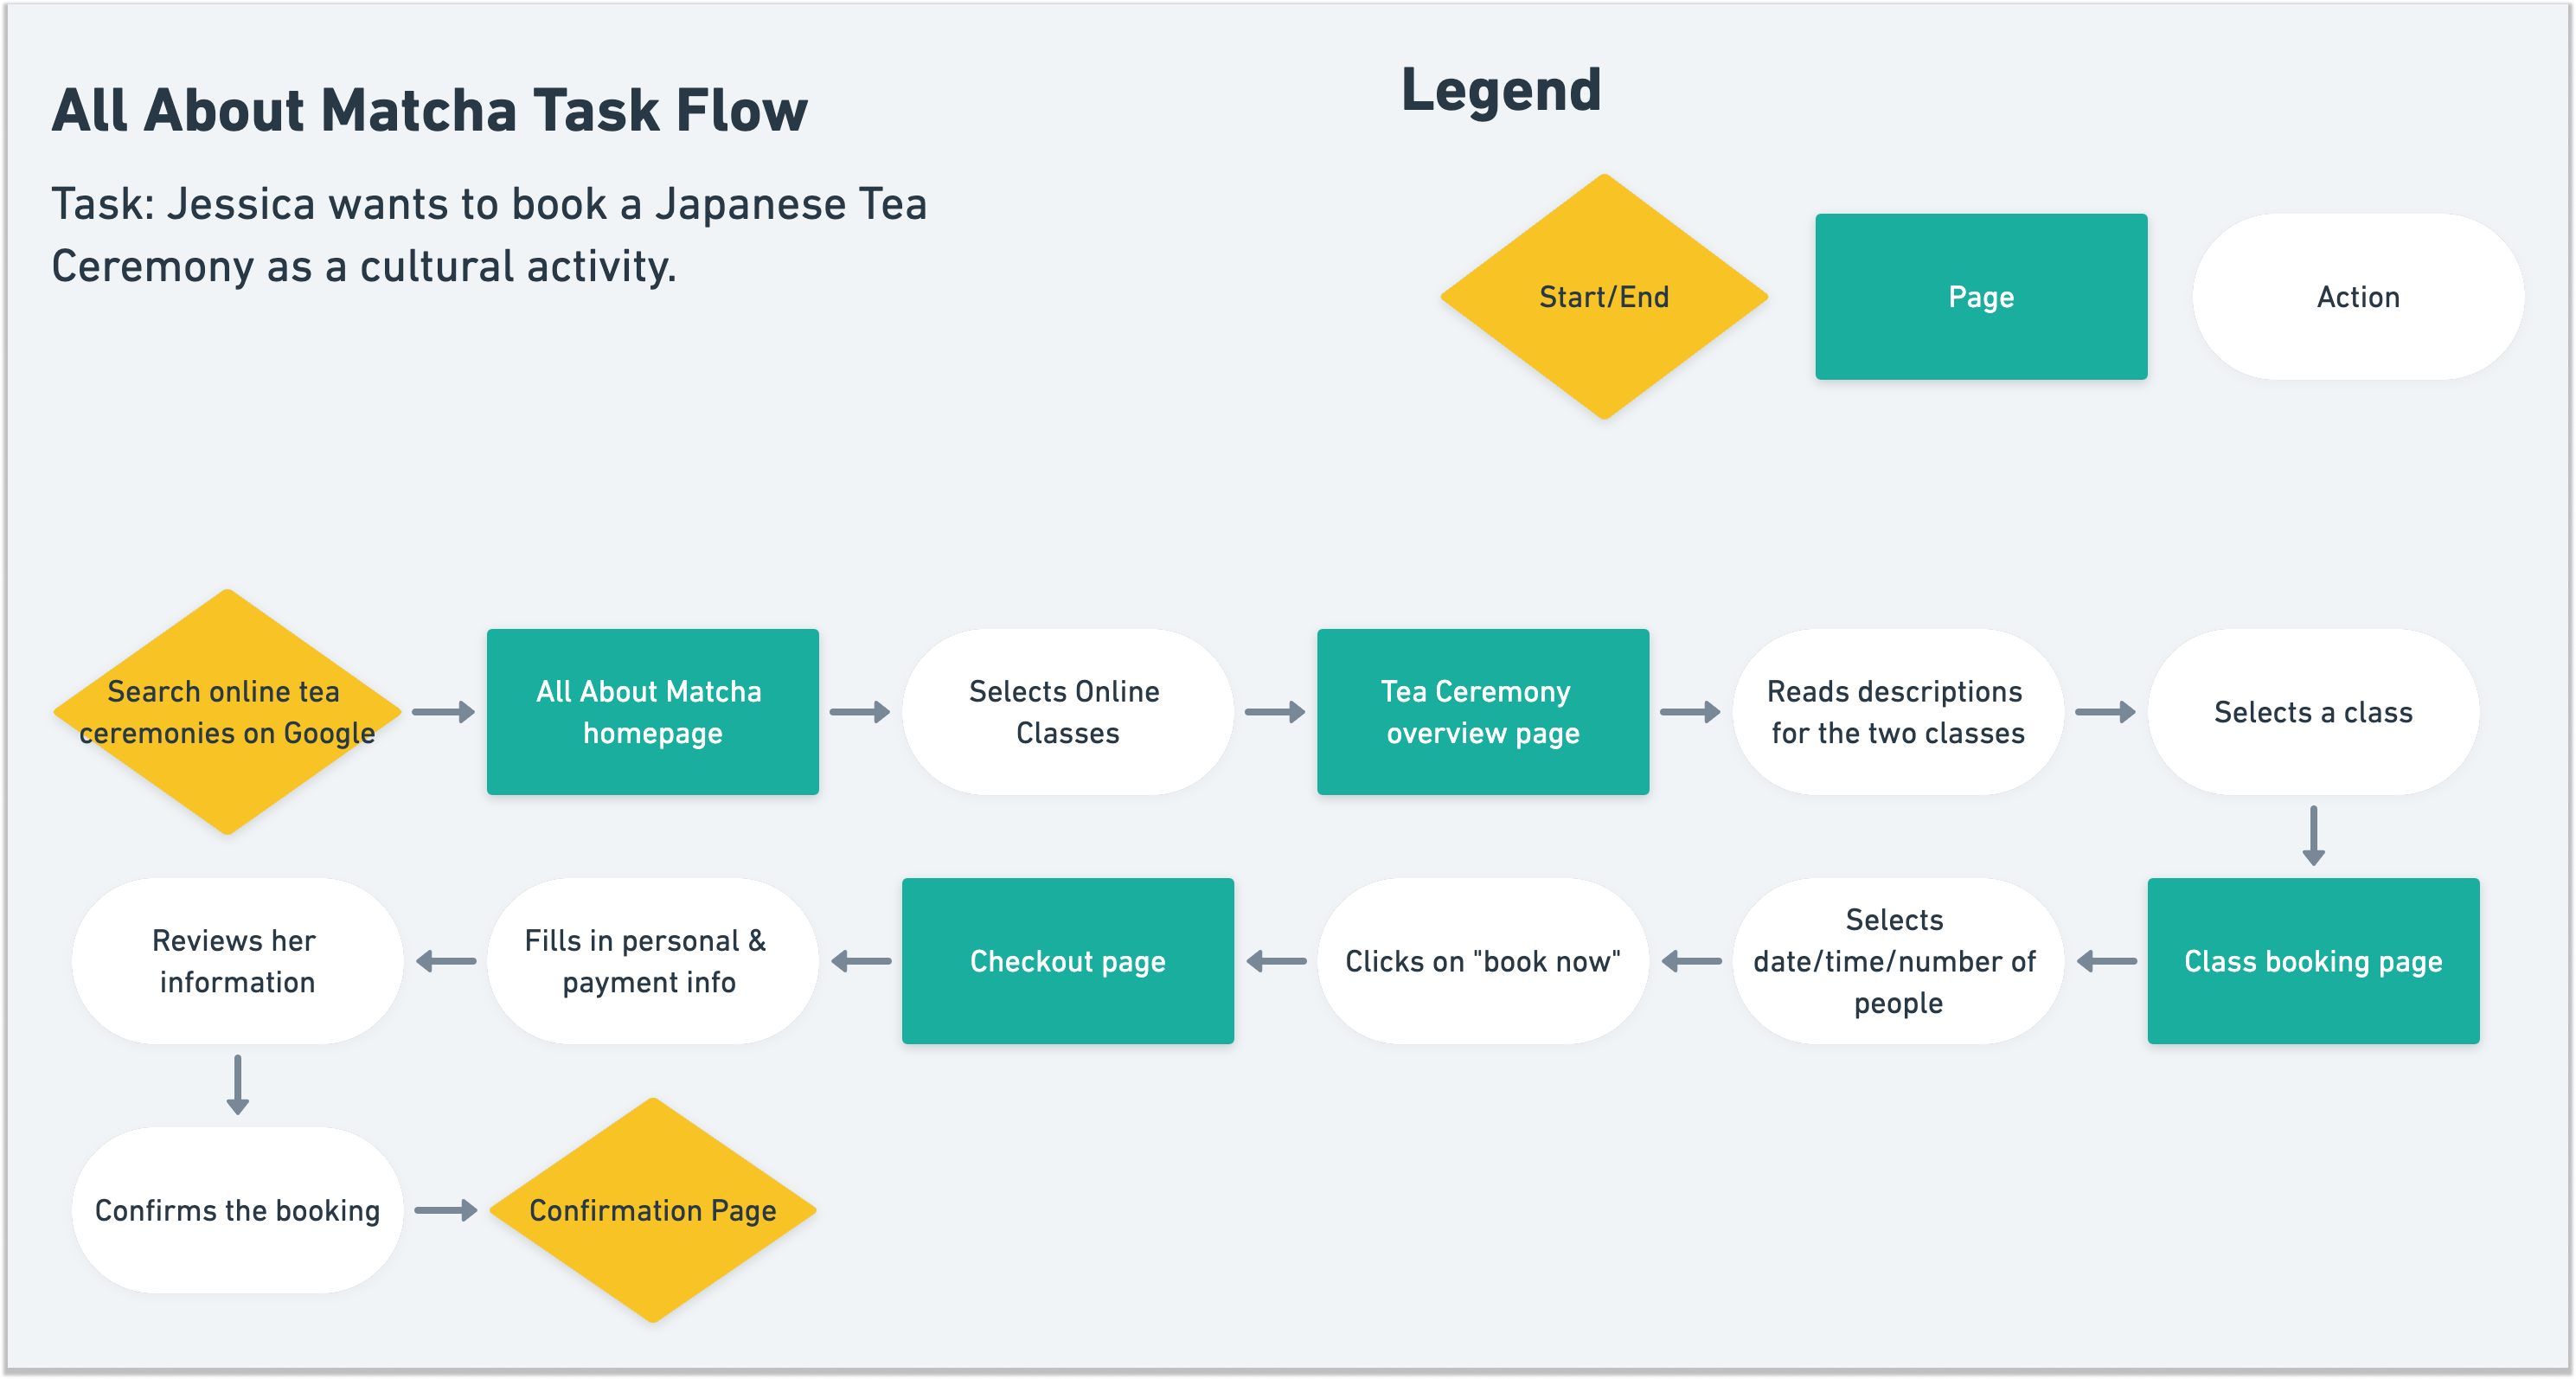 All About Matcha Task Flow
Task: Jessica wants to book a Japanese Tea
Ceremony as a cultural activity.
Legend
Start/End
Page
Action
Search online tea
ceremonies on Google
All About Matcha
homepage
Selects Online
Classes
Tea Ceremony
overview page
Reads descriptions
for the two classes
Selects a class
Class booking page
Selects
date/time/number of
people
Clicks on "book now"
Checkout page
Fills in personal &
payment info
Reviews her
information
Confirms the booking
Confirmation Page